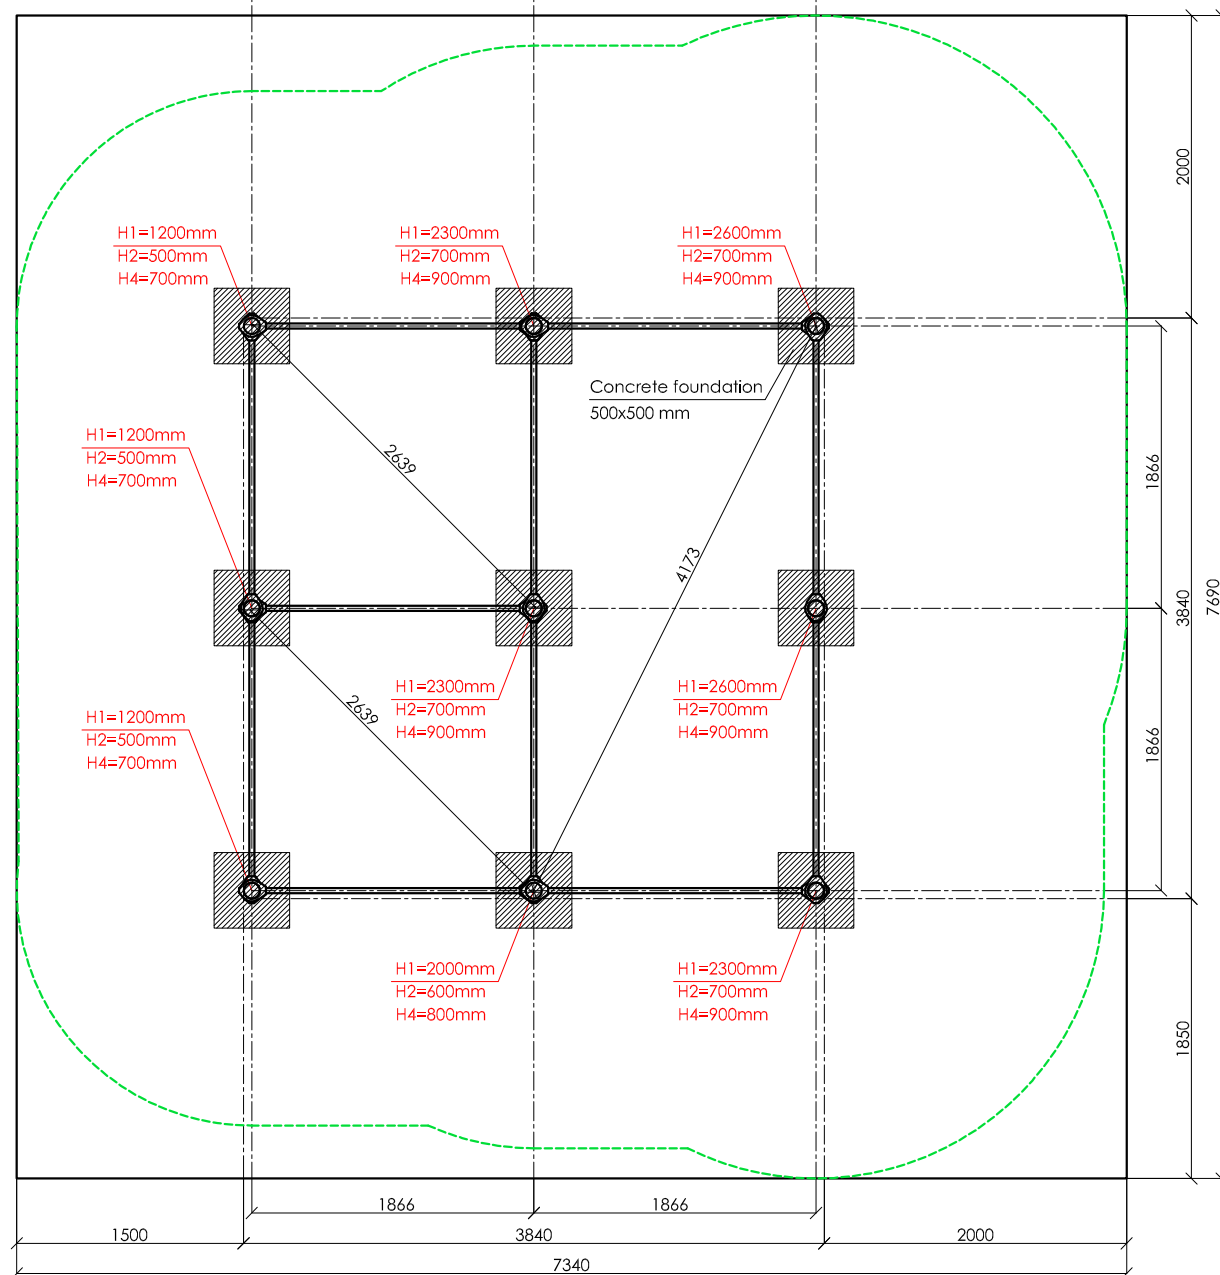 2000
H1=1200mm
H2=500mm
H4=700mm
H1=2300mm
H2=700mm
H4=900mm
H1=2600mm
H2=700mm
H4=900mm
Concrete foundation
500x500 mm
H1=1200mm
H2=500mm
H4=700mm
2639
1866
4173
3840
7690
H1=2300mm
H2=700mm
H4=900mm
H1=2600mm
H2=700mm
H4=900mm
2639
H1=1200mm
H2=500mm
H4=700mm
1866
H1=2000mm
H2=600mm
H4=800mm
H1=2300mm
H2=700mm
H4=900mm
1850
1866
1866
1500
3840
2000
7340